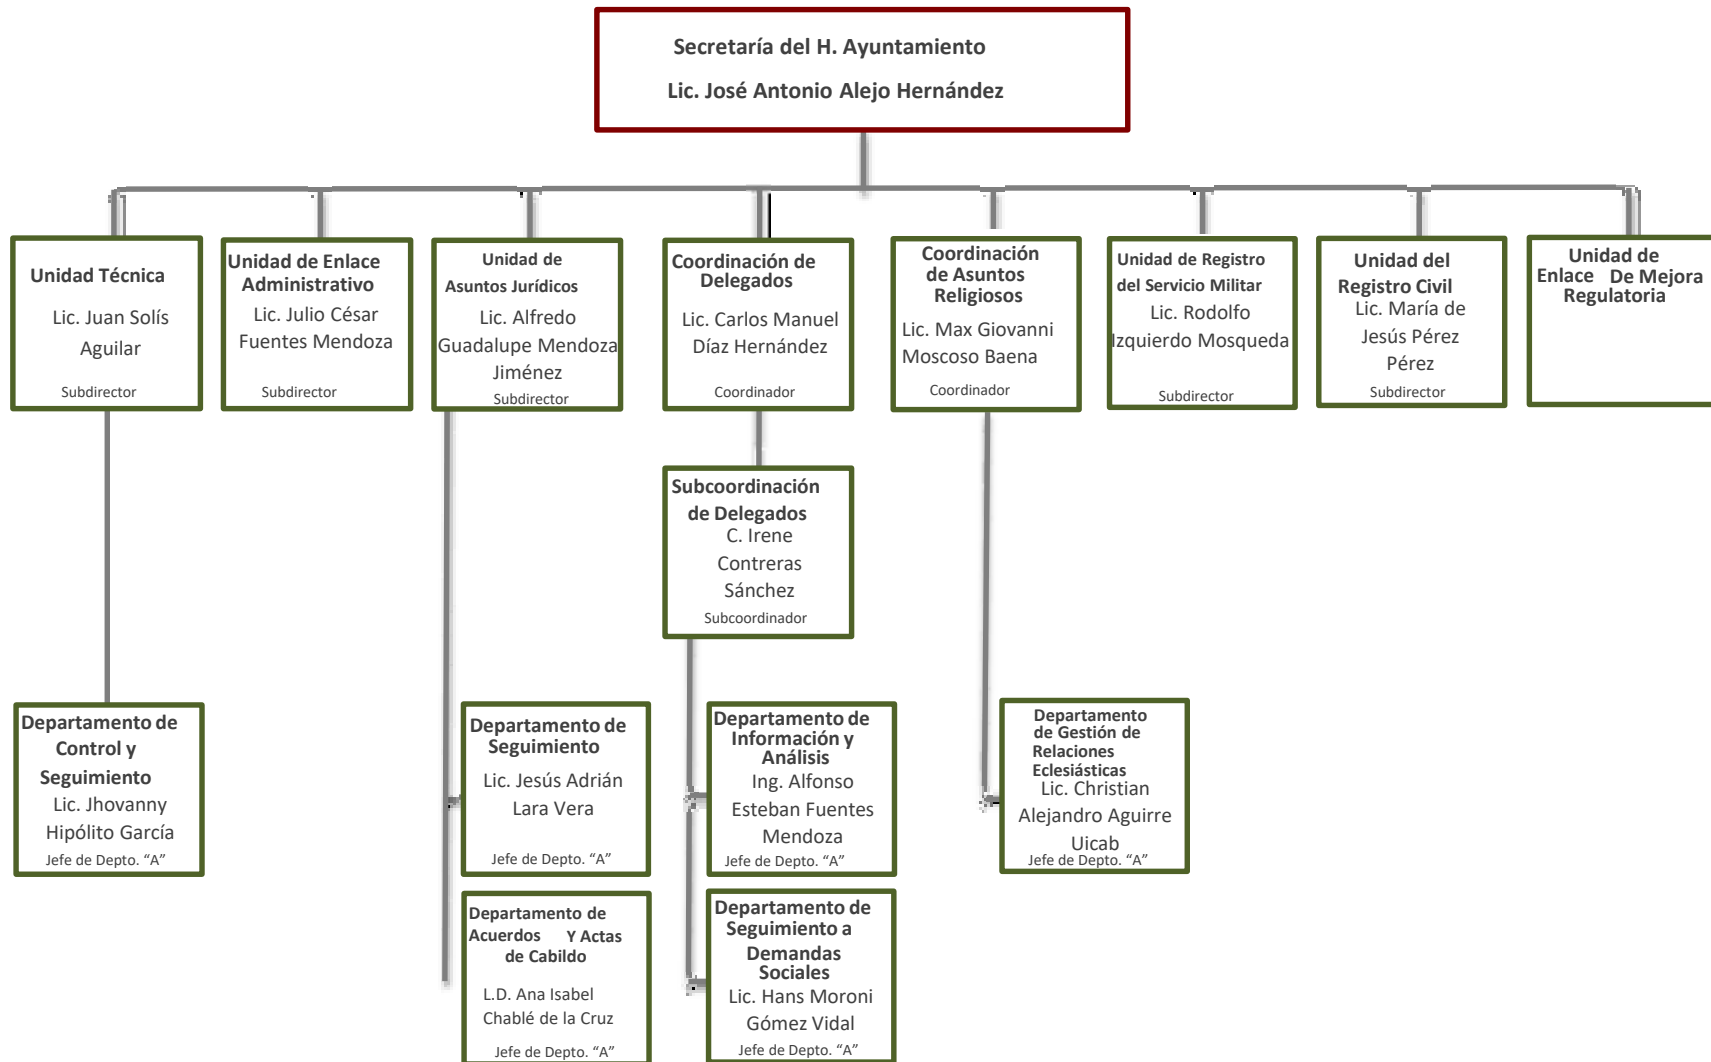 Secretaría del H. Ayuntamiento
Lic. José Antonio Alejo Hernández
Unidad Técnica
Lic. Juan Solís
Aguilar
Subdirector
Unidad de Enlace
Administrativo
Lic. Julio César
Fuentes Mendoza
Subdirector
Unidad de
Asuntos Jurídicos
Lic. Alfredo
Guadalupe Mendoza
Jiménez
Subdirector
Coordinación de
Delegados
Lic. Carlos Manuel
Díaz Hernández
Coordinador
Coordinación
de Asuntos
Religiosos
Lic. Max Giovanni
Moscoso Baena
Coordinador
Unidad de Registro
del Servicio Militar
Lic. Rodolfo
Izquierdo Mosqueda
Subdirector
Unidad del
Registro Civil
Lic. María de
Jesús Pérez
Pérez
Subdirector
Unidad de
Enlace De Mejora
Regulatoria
Subcoordinación
de Delegados
C. Irene
Contreras
Sánchez
Subcoordinador
Departamento de
Control y
Seguimiento
Lic. Jhovanny
Hipólito García
Jefe de Depto. “A”
Departamento de
Seguimiento
Lic. Jesús Adrián
Lara Vera
Jefe de Depto. “A”
Departamento de
Información y
Análisis
Ing. Alfonso
Esteban Fuentes
Mendoza
Jefe de Depto. “A”
Departamento
de Gestión de
Relaciones
Eclesiásticas
Lic. Christian
Alejandro Aguirre
Uicab
Jefe de Depto. “A”
Departamento de
Acuerdos Y Actas
de Cabildo
L.D. Ana Isabel
Chablé de la Cruz
Jefe de Depto. “A”
Departamento de
Seguimiento a
Demandas
Sociales
Lic. Hans Moroni
Gómez Vidal
Jefe de Depto. “A”